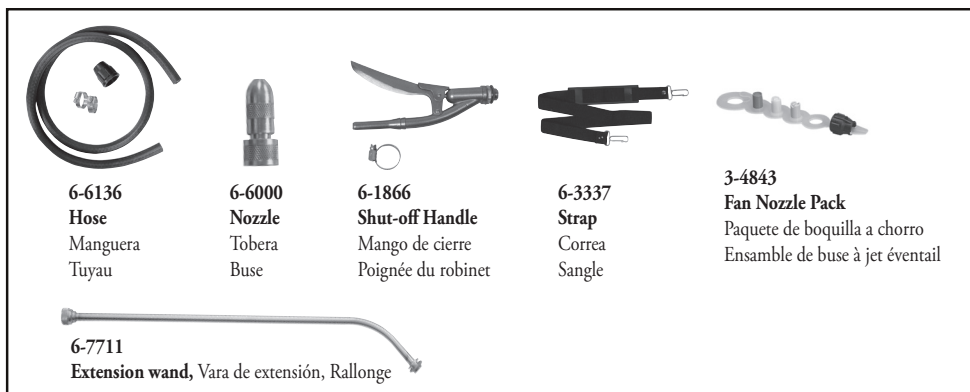 6-6136
Hose
Manguera
Tuyau
6-6000
Nozzle
Tobera
Buse
6-1866
Shut-off Handle
Mango de cierre
Poignée du robinet
6-3337
Strap
Correa
Sangle
3-4843
Fan Nozzle Pack
Paquete de boquilla a chorro
Ensamble de buse à jet éventail
6-7711
Extension wand, Vara de extensión, Rallonge